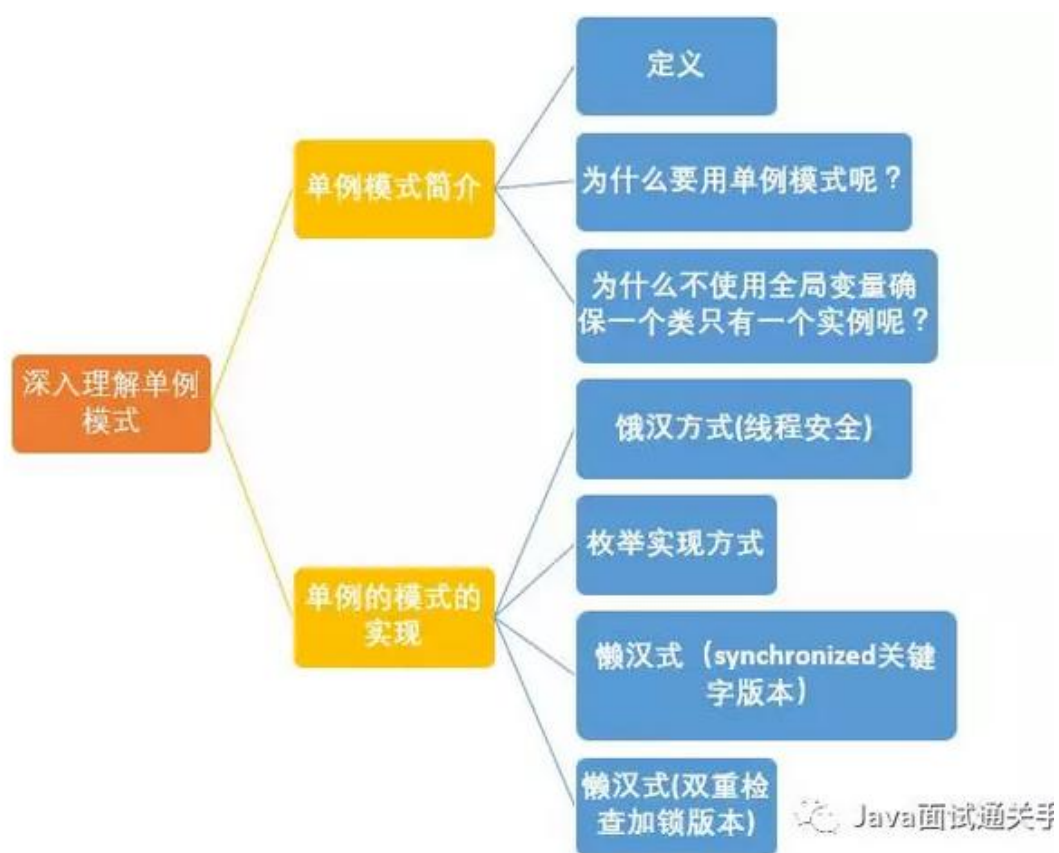 深入理解单例
模式
单例模式简介
定义
为什么要用单例模式呢？
为什么不使用全局变量确
保一个类只有一个实例呢？
单例的模式的
实现
饿汉方式(线程安全)
枚举实现方式
懒汉式（synchronized关键
字版本）
懒汉式(双重检
查加锁版本)
Java面试通关手